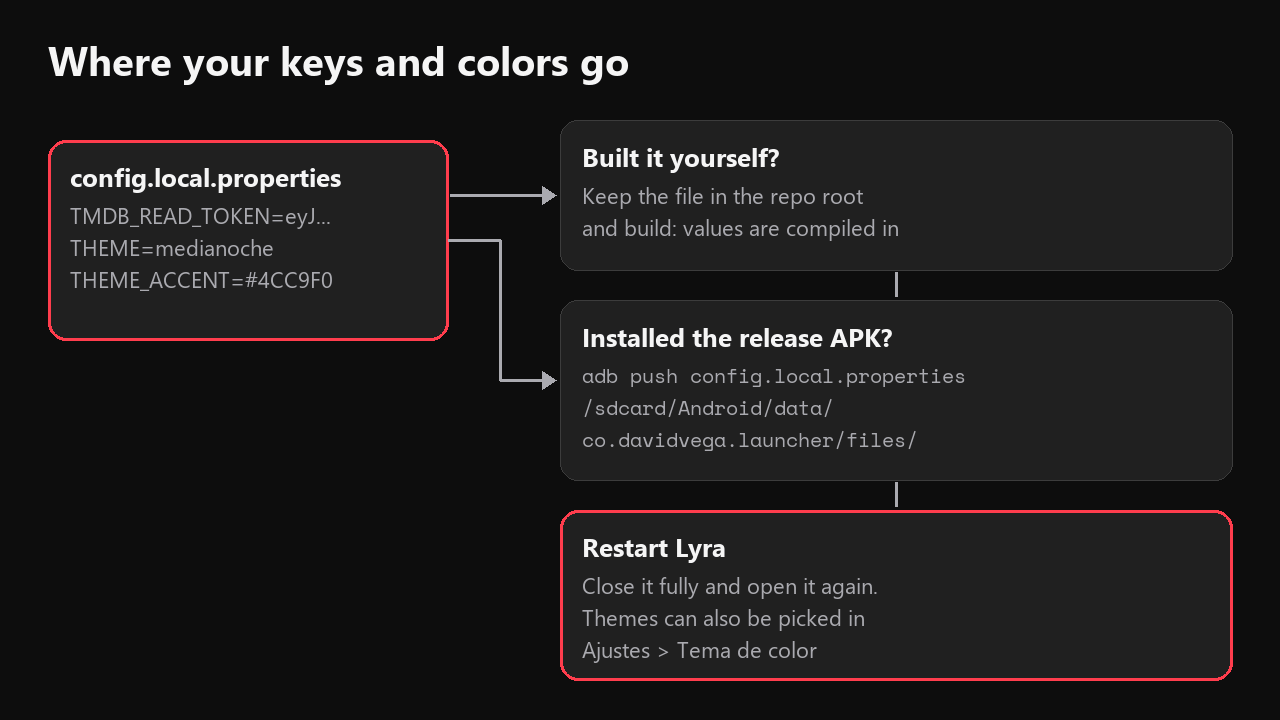 Where your keys and colors go
config.local.properties
TMDB_READ_TOKEN=eyJ...
THEME=medianoche
THEME_ACCENT=#4CC9F0
Built it yourself?
Keep the file in the repo root
and build: values are compiled in
Installed the release APK?
adb push config.local.properties
/sdcard/Android/data/
co.davidvega.launcher/files/
Restart Lyra
Close it fully and open it again.
Themes can also be picked in
Ajustes > Tema de color